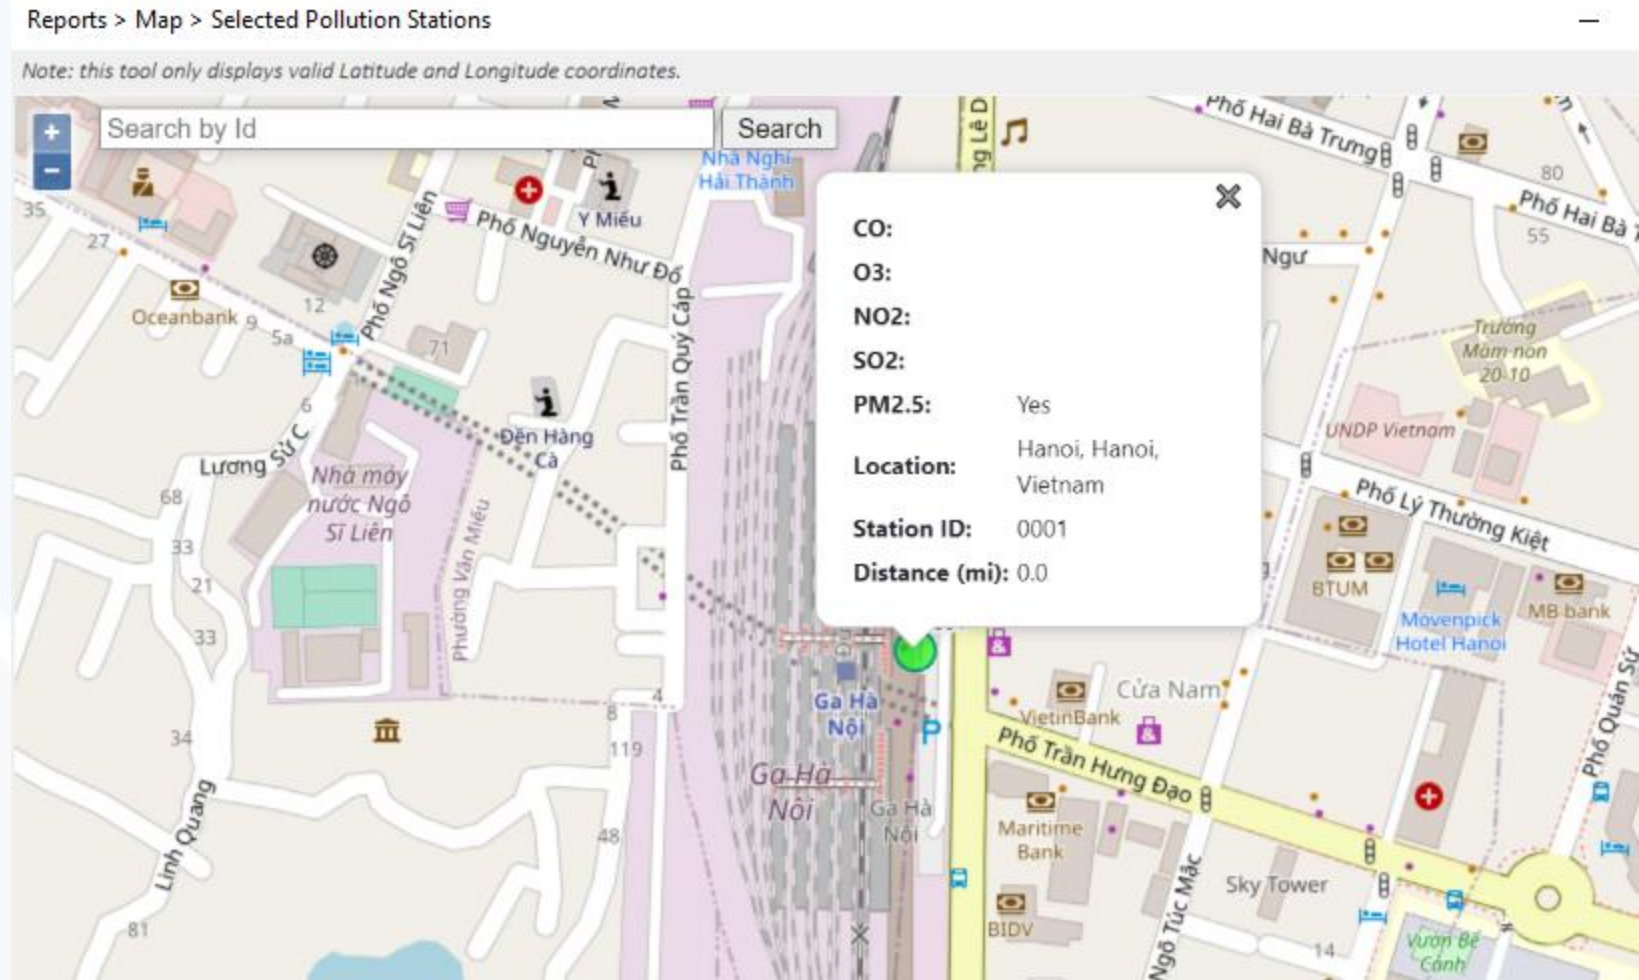 Reports > Map > Selected Pollution Stations
Note: this tool only displays valid Latitude and Longitude coordinates.
+
−
Search by Id
Search
Nhà Nghỉ
Hải Thành
Phố Hai Bà Trưng
80
Phố Hai Bà
55
35
27
Y Miếu
Phố Ngô Sĩ Liên
Phố Nguyễn Như Đổ
Ngư
12
Oceanbank
9
5a
71
Phố Trần Quý Cáp
Trường
Mầm non
20-10
CO:
O3:
NO2:
SO2:
PM2.5: Yes
Location: Hanoi, Hanoi,
Vietnam
Station ID: 0001
Distance (mi): 0.0
6
Đền Hàng
Cà
UNDP Vietnam
Lương Sử C
Nhà máy
nước Ngô
Sĩ Liên
68
33
21
33
Phường Văn Miếu
Phố Lý Thường Kiệt
BTUM
MB bank
Mövenpick
Hotel Hanoi
Phố Quán Sứ
4
8
119
34
48
81
Ga Hà
Nội
P
Ga Hà
Nội
Ga Hà
Nội
Cửa Nam
VietinBank
Phố Trần Hưng Đạo
Maritime
Bank
BIDV
Sky Tower
Ngõ Tức Mạc
14
Vườn Bé
Cảnh
Linh Quang